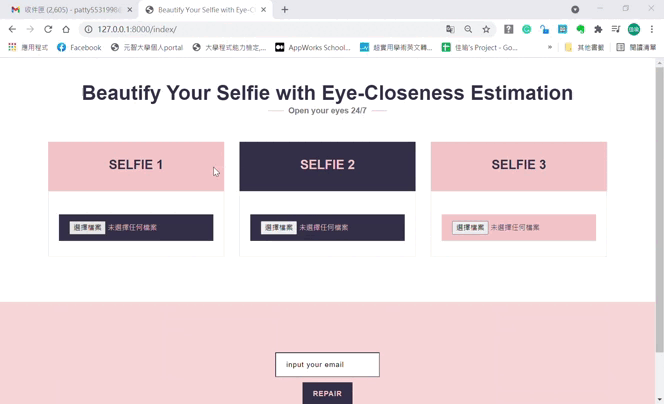 收件匣 (2,605) - patty5531998@
Beautify Your Selfie with Eye-C
127.0.0.1:8000/index/
應用程式
Facebook
元智大學個人portal
大學程式能力檢定,...
AppWorks School...
超實用學術英文轉...
佳喻's Project - Go...
»
其他書籤
閱讀清單
Beautify Your Selfie with Eye-Closeness Estimation
Open your eyes 24/7
SELFIE 1
SELFIE 2
SELFIE 3
選擇檔案 未選擇任何檔案
選擇檔案 未選擇任何檔案
選擇檔案 未選擇任何檔案
input your email
REPAIR